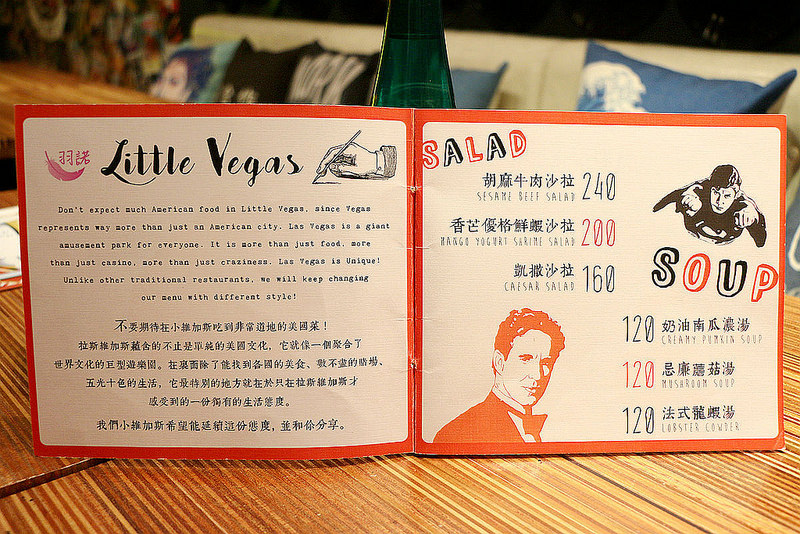 羽諾
Little Vegas
Don't expect much American food in Little Vegas, since Vegas
represents way more than just an American city. Las Vegas is a giant
amusement park for everyone. It is more than just food, more
than just casino, more than just craziness. Las Vegas is Unique!
Unlike other traditional restaurants, we will keep changing
our menu with different style!
不要期待在小維加斯吃到非常道地的美國菜！
拉斯維加斯蘊含的不止是單純的美國文化，它就像一個聚合了
世界文化的巨型遊樂園。在裏面除了能找到各國的美食、數不盡的賭場、
五光十色的生活，它最特別的地方就在於只在拉斯維加斯才
感受到的一份獨有的生活態度。
我們小維加斯希望能延續這份態度，並和你分享。
SALAD
胡麻牛肉沙拉 240
SESAME BEEF SALAD
香芒優格鮮蝦沙拉 200
MANGO YOGURT SHRIME SALAD
凱撒沙拉 160
CAESAR SALAD
SOUP
120 奶油南瓜濃湯
CREAMY PUMKIN SOUP
120 忌廉蘑菇湯
MUSHROOM SOUP
120 法式龍蝦湯
LOBSTER COWDER